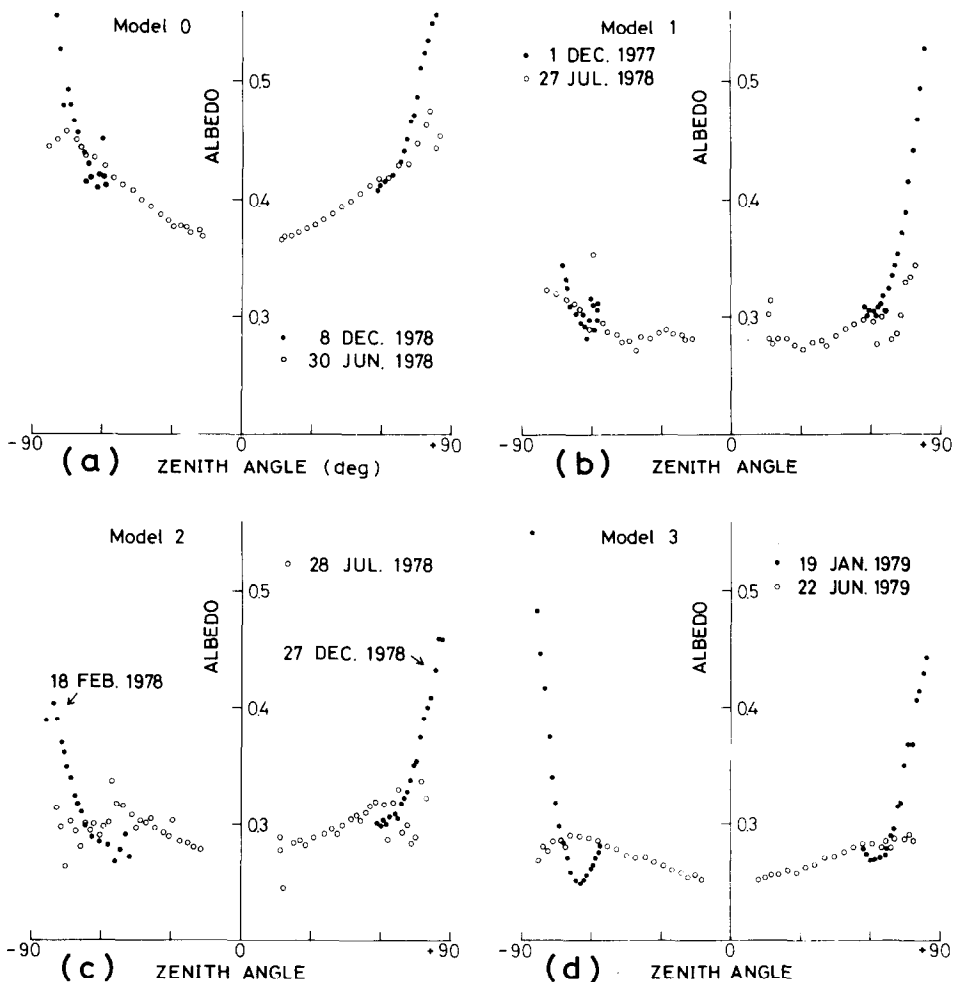 Model 0
ALBEDO
0.5
0.4
0.3
• 8 DEC. 1978
○ 30 JUN. 1978
-90 0 +90
(a) ZENITH ANGLE (deg)
Model 1
• 1 DEC. 1977
○ 27 JUL. 1978
ALBEDO
0.5
0.4
0.3
-90 0 +90
(b) ZENITH ANGLE
Model 2
○ 28 JUL. 1978
ALBEDO
0.5
27 DEC. 1978
18 FEB. 1978
0.4
0.3
-90 0 +90
(c) ZENITH ANGLE
Model 3
• 19 JAN. 1979
○ 22 JUN. 1979
ALBEDO
0.5
0.4
0.3
-90 0 +90
(d) ZENITH ANGLE